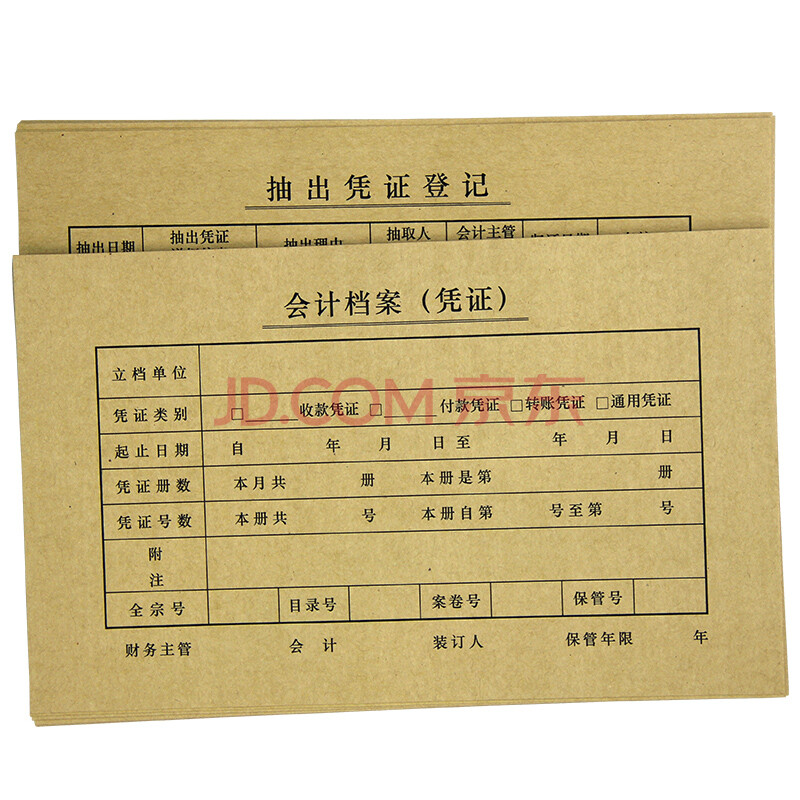 抽出凭证登记
抽出日期 抽出凭证 抽出理由 抽取人 会计主管
会计档案（凭证）
立档单位
JD.COM 京东
凭证类别 □ 收款凭证 □ 付款凭证 □转账凭证 □通用凭证
起止日期 自 年 月 日 至 年 月 日
凭证册数 本月共 册 本册是第 册
凭证号数 本册共 号 本册自第 号至第 号
附
注
全宗号 目录号 案卷号 保管号
财务主管 会 计 装订人 保管年限 年